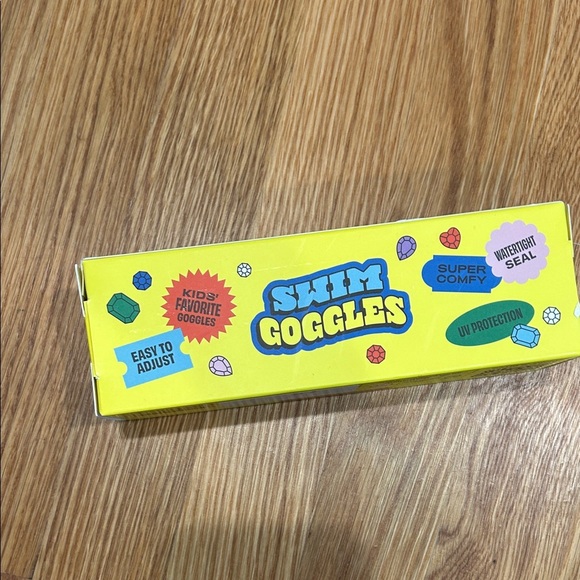 KIDS'
FAVORITE
GOGGLES
EASY TO
ADJUST
SWIM
GOGGLES
SUPER
COMFY
WATERTIGHT
SEAL
UV PROTECTION